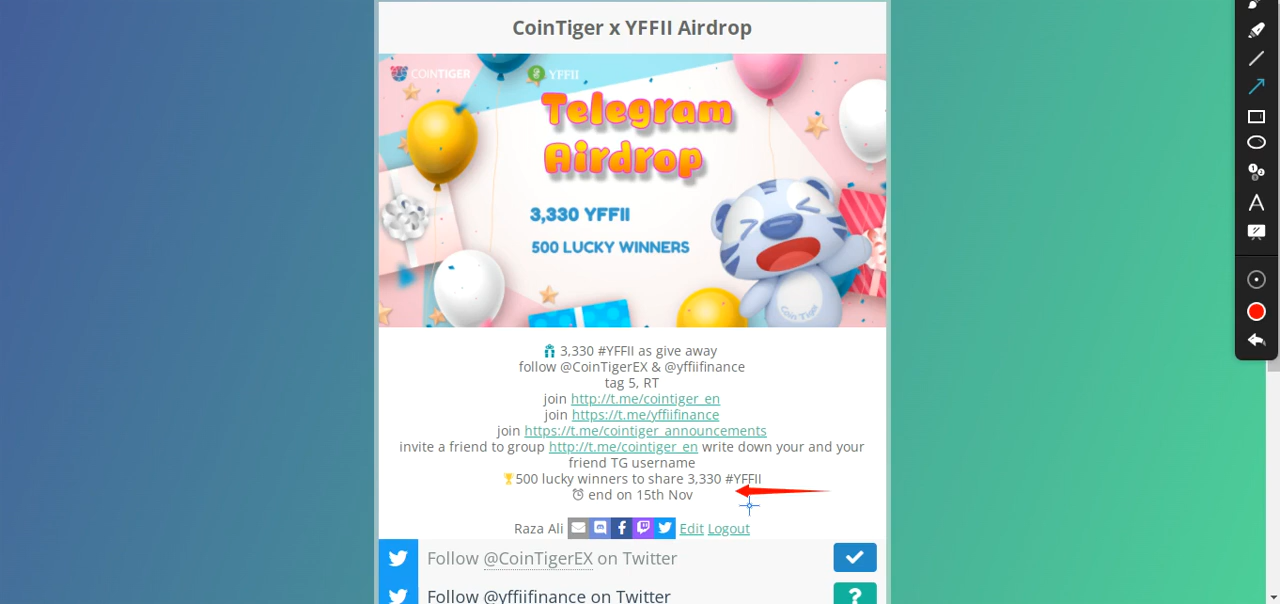 CoinTiger x YFFII Airdrop
COINTIGER
YFFII
Telegram
Airdrop
3,330 YFFII
500 LUCKY WINNERS
Coin Tiger
3,330 #YFFII as give away
follow @CoinTigerEX & @yffiifinance
tag 5, RT
join http://t.me/cointiger_en
join https://t.me/yffiifinance
join https://t.me/cointiger_announcements
invite a friend to group http://t.me/cointiger_en write down your and your
friend TG username
🏆500 lucky winners to share 3,330 #YFFII
⏰ end on 15th Nov
Raza Ali Edit Logout
Follow @CoinTigerEX on Twitter
Follow @yffiifinance on Twitter
?